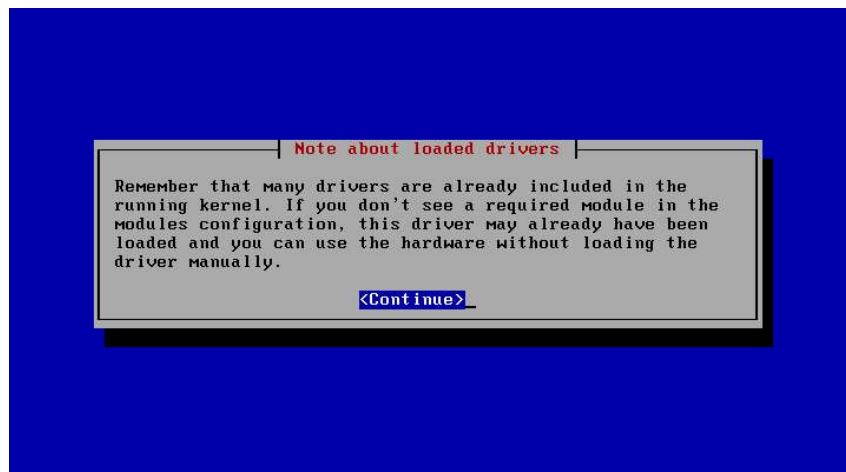 Note about loaded drivers
Remember that many drivers are already included in the
running kernel. If you don't see a required module in the
modules configuration, this driver may already have been
loaded and you can use the hardware without loading the
driver manually.
<Continue>